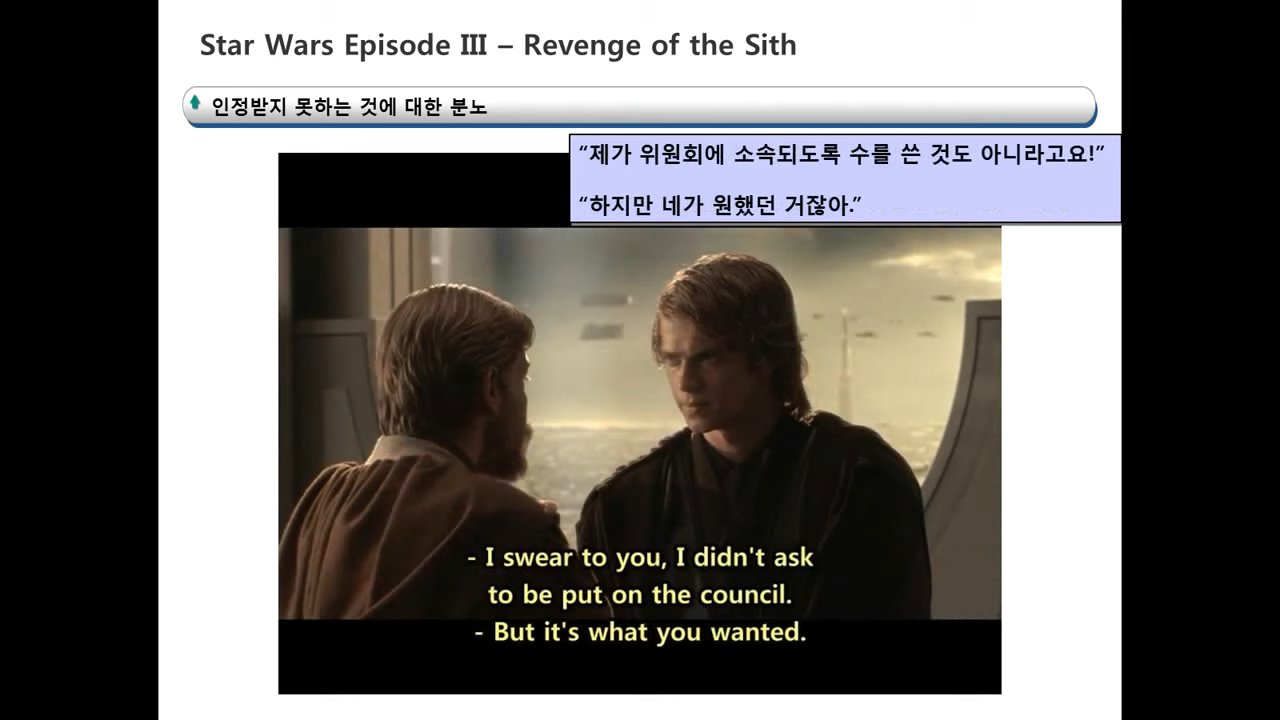 Star Wars Episode III – Revenge of the Sith
인정받지 못하는 것에 대한 분노
“제가 위원회에 소속되도록 수를 쓴 것도 아니라고요!”
“하지만 네가 원했던 거잖아.”
- I swear to you, I didn't ask
to be put on the council.
- But it's what you wanted.